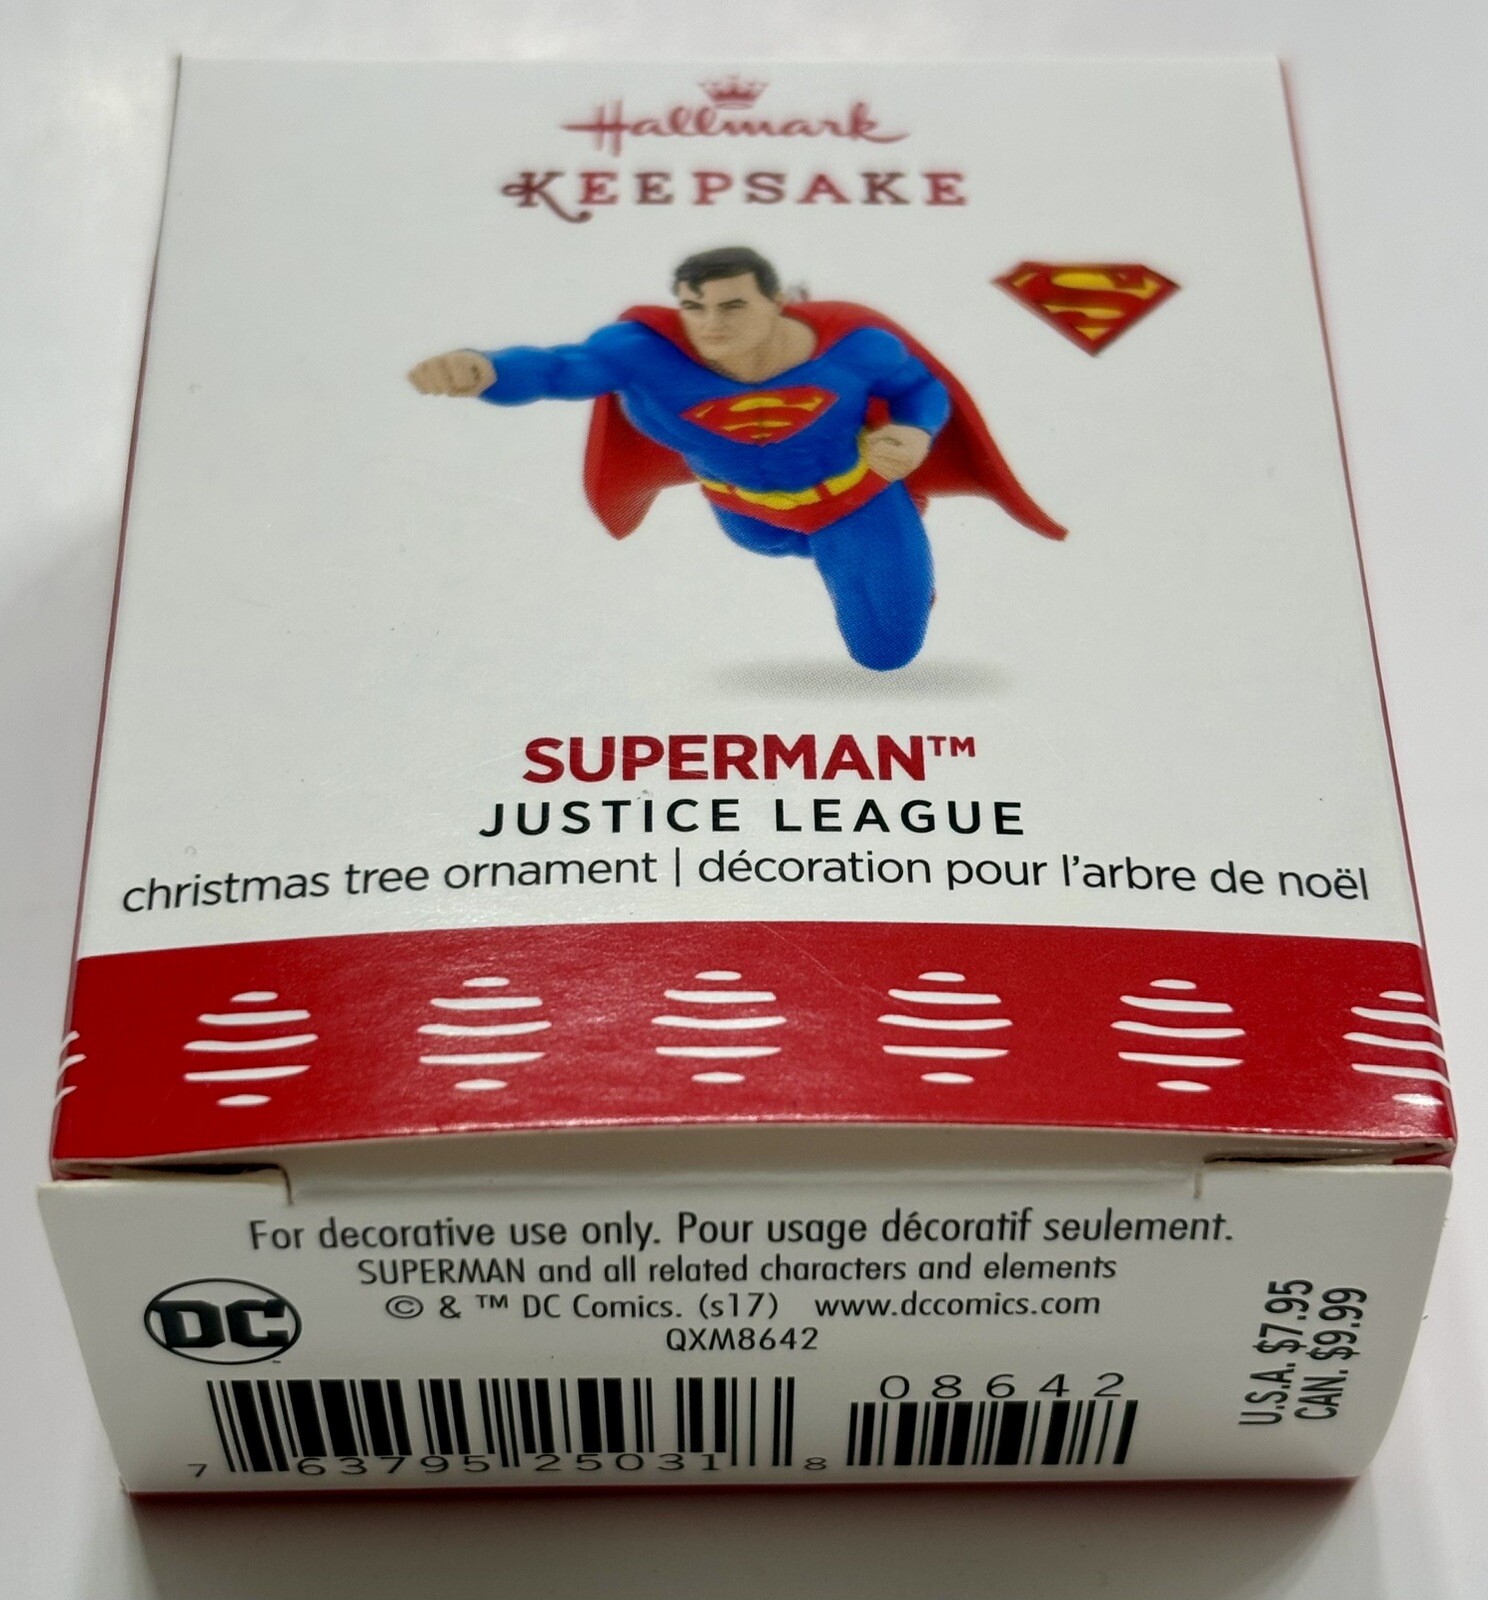 Hallmark
KEEPSAKE
SUPERMAN™
JUSTICE LEAGUE
christmas tree ornament | décoration pour l'arbre de noël
For decorative use only. Pour usage décoratif seulement.
SUPERMAN and all related characters and elements
© & ™ DC Comics. (s17) www.dccomics.com
QXM8642
DC
U.S.A. $7.95
CAN. $9.99
08642
7 63795 25031 8